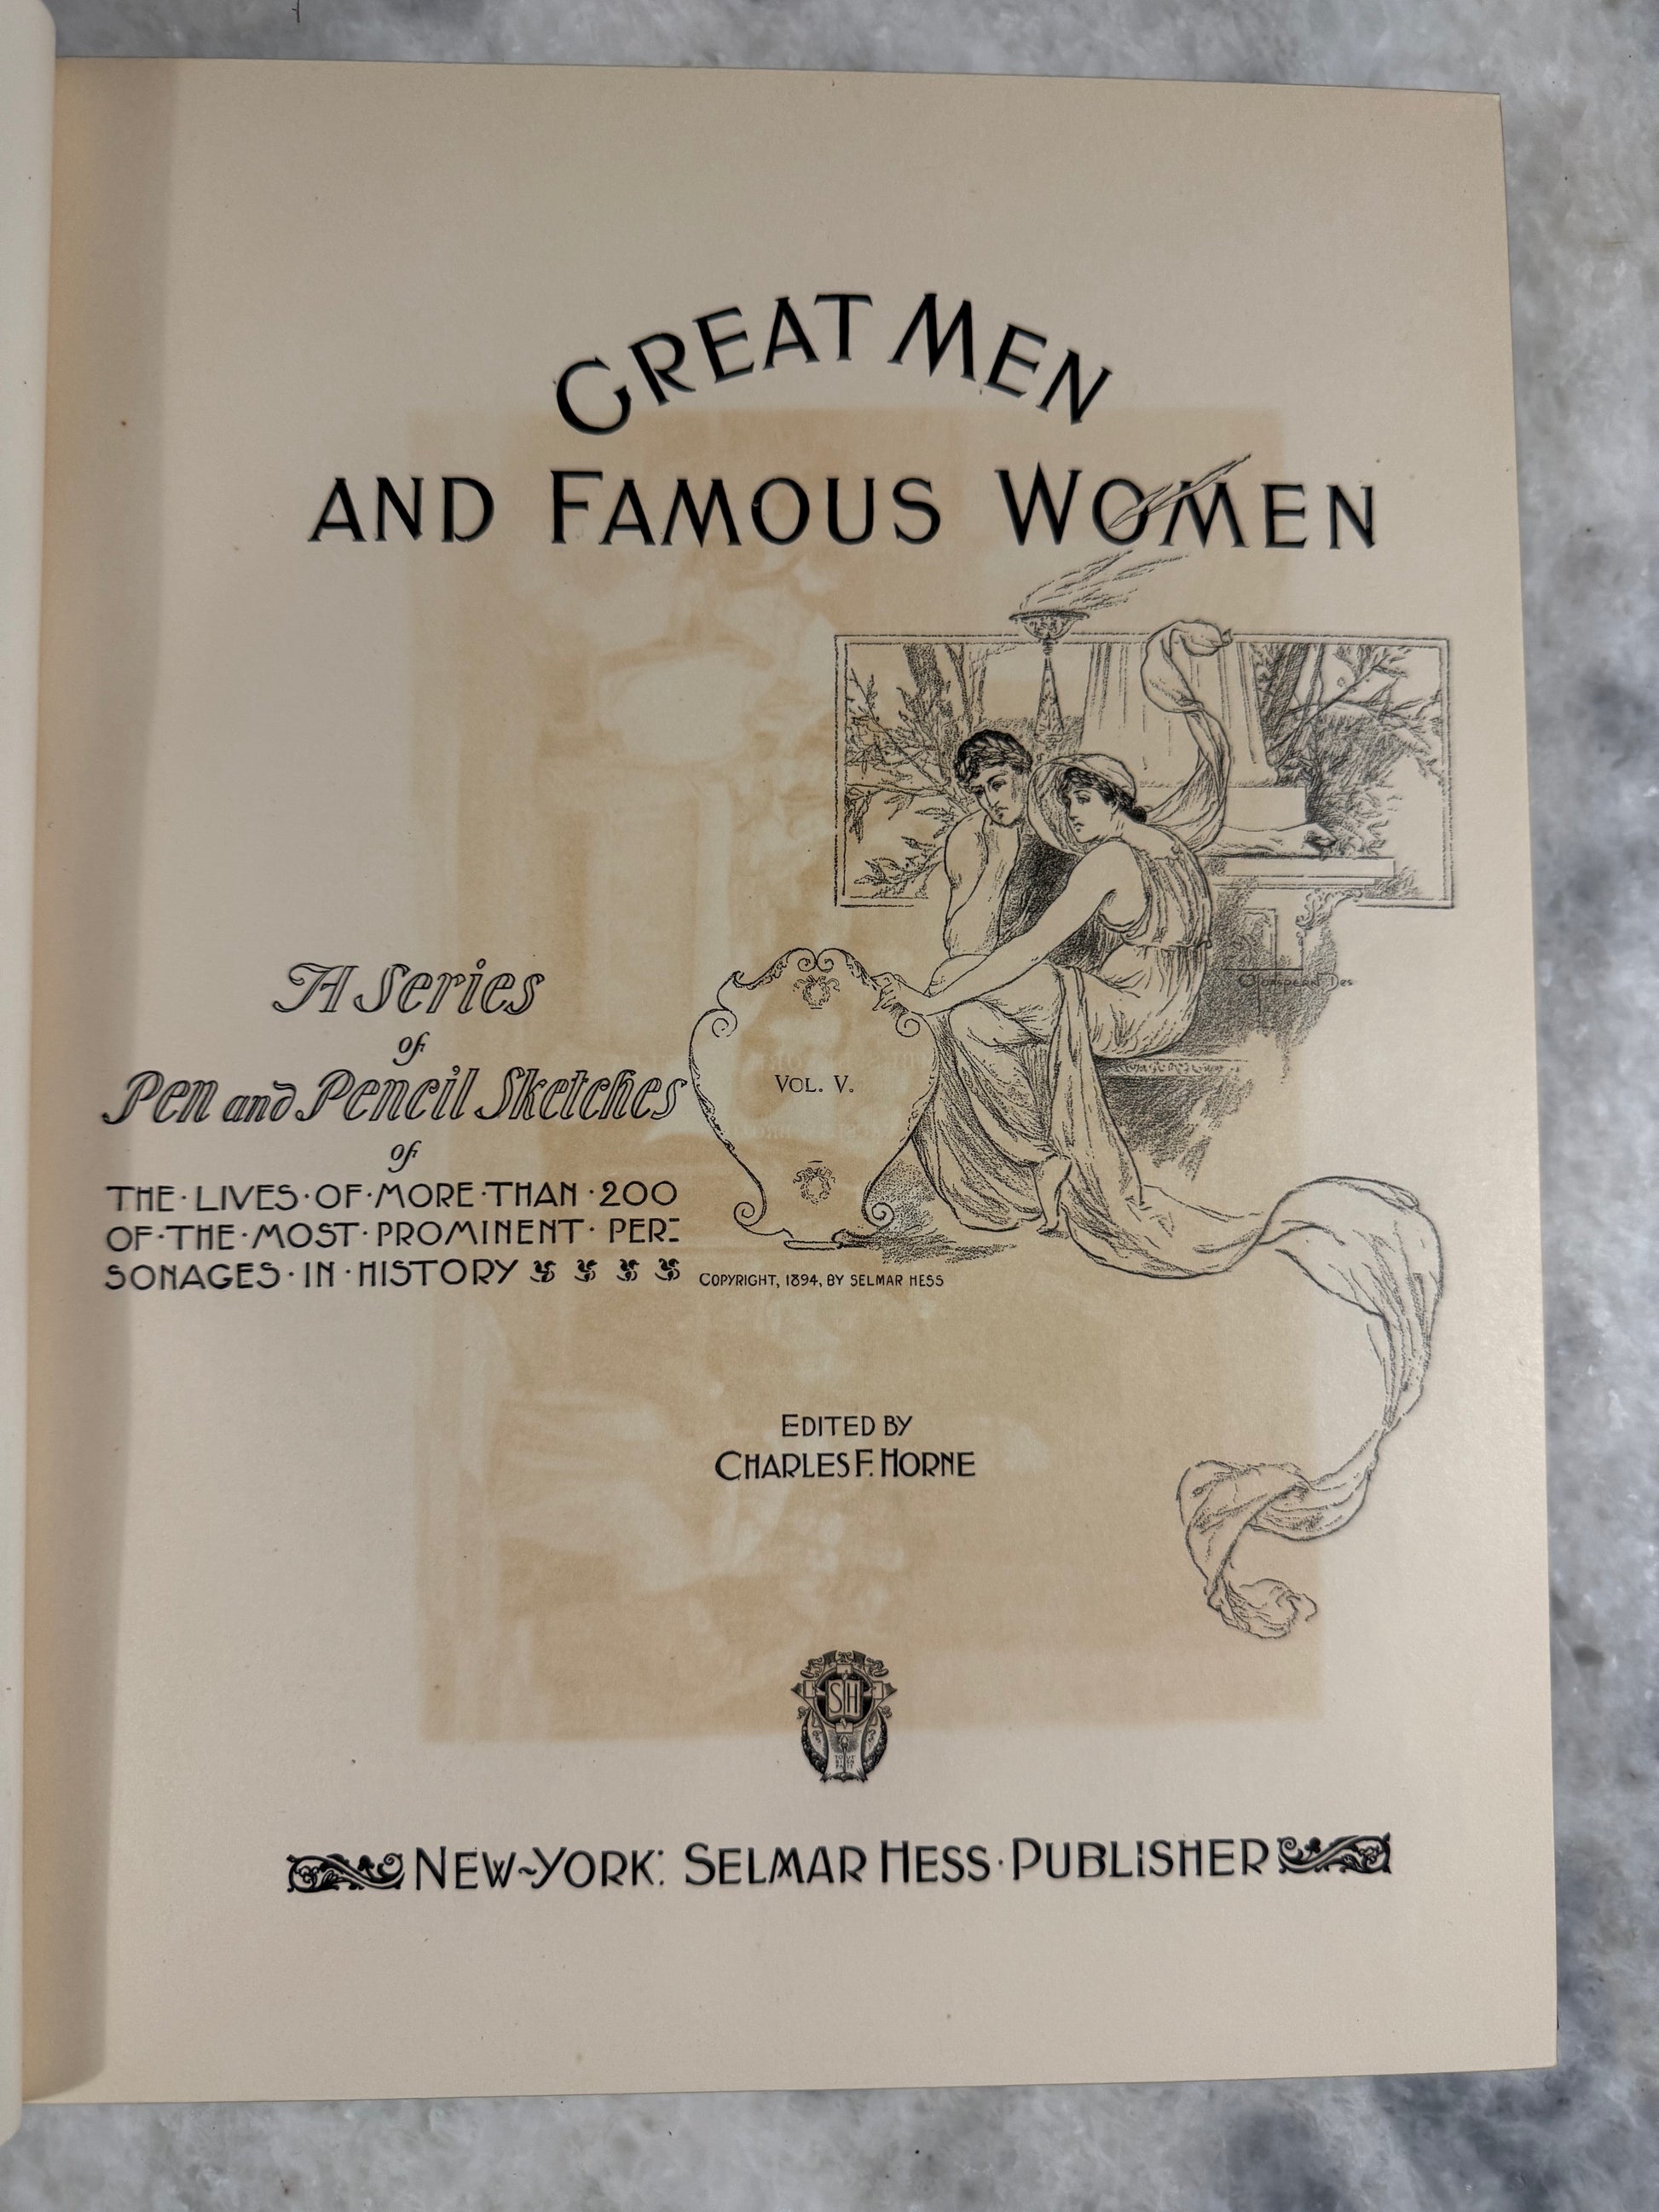 GREAT MEN
AND FAMOUS WOMEN
A Series
of
Pen and Pencil Sketches
of
THE·LIVES·OF·MORE·THAN·200
OF·THE·MOST·PROMINENT·PER-
SONAGES·IN·HISTORY
VOL. V.
COPYRIGHT, 1894, BY SELMAR HESS
EDITED BY
CHARLES F. HORNE
SH
NEW-YORK: SELMAR HESS·PUBLISHER